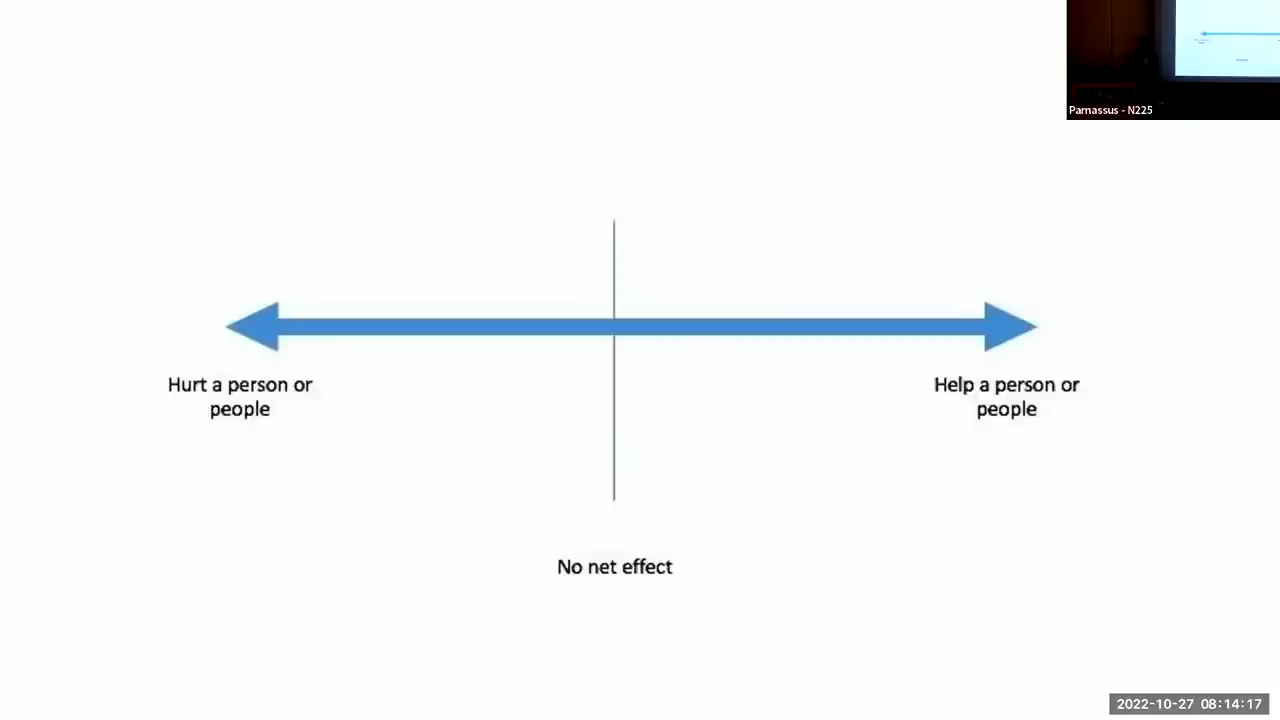 Parnassus - N225
Hurt a person or
people
Help a person or
people
No net effect
2022-10-27 08:14:17